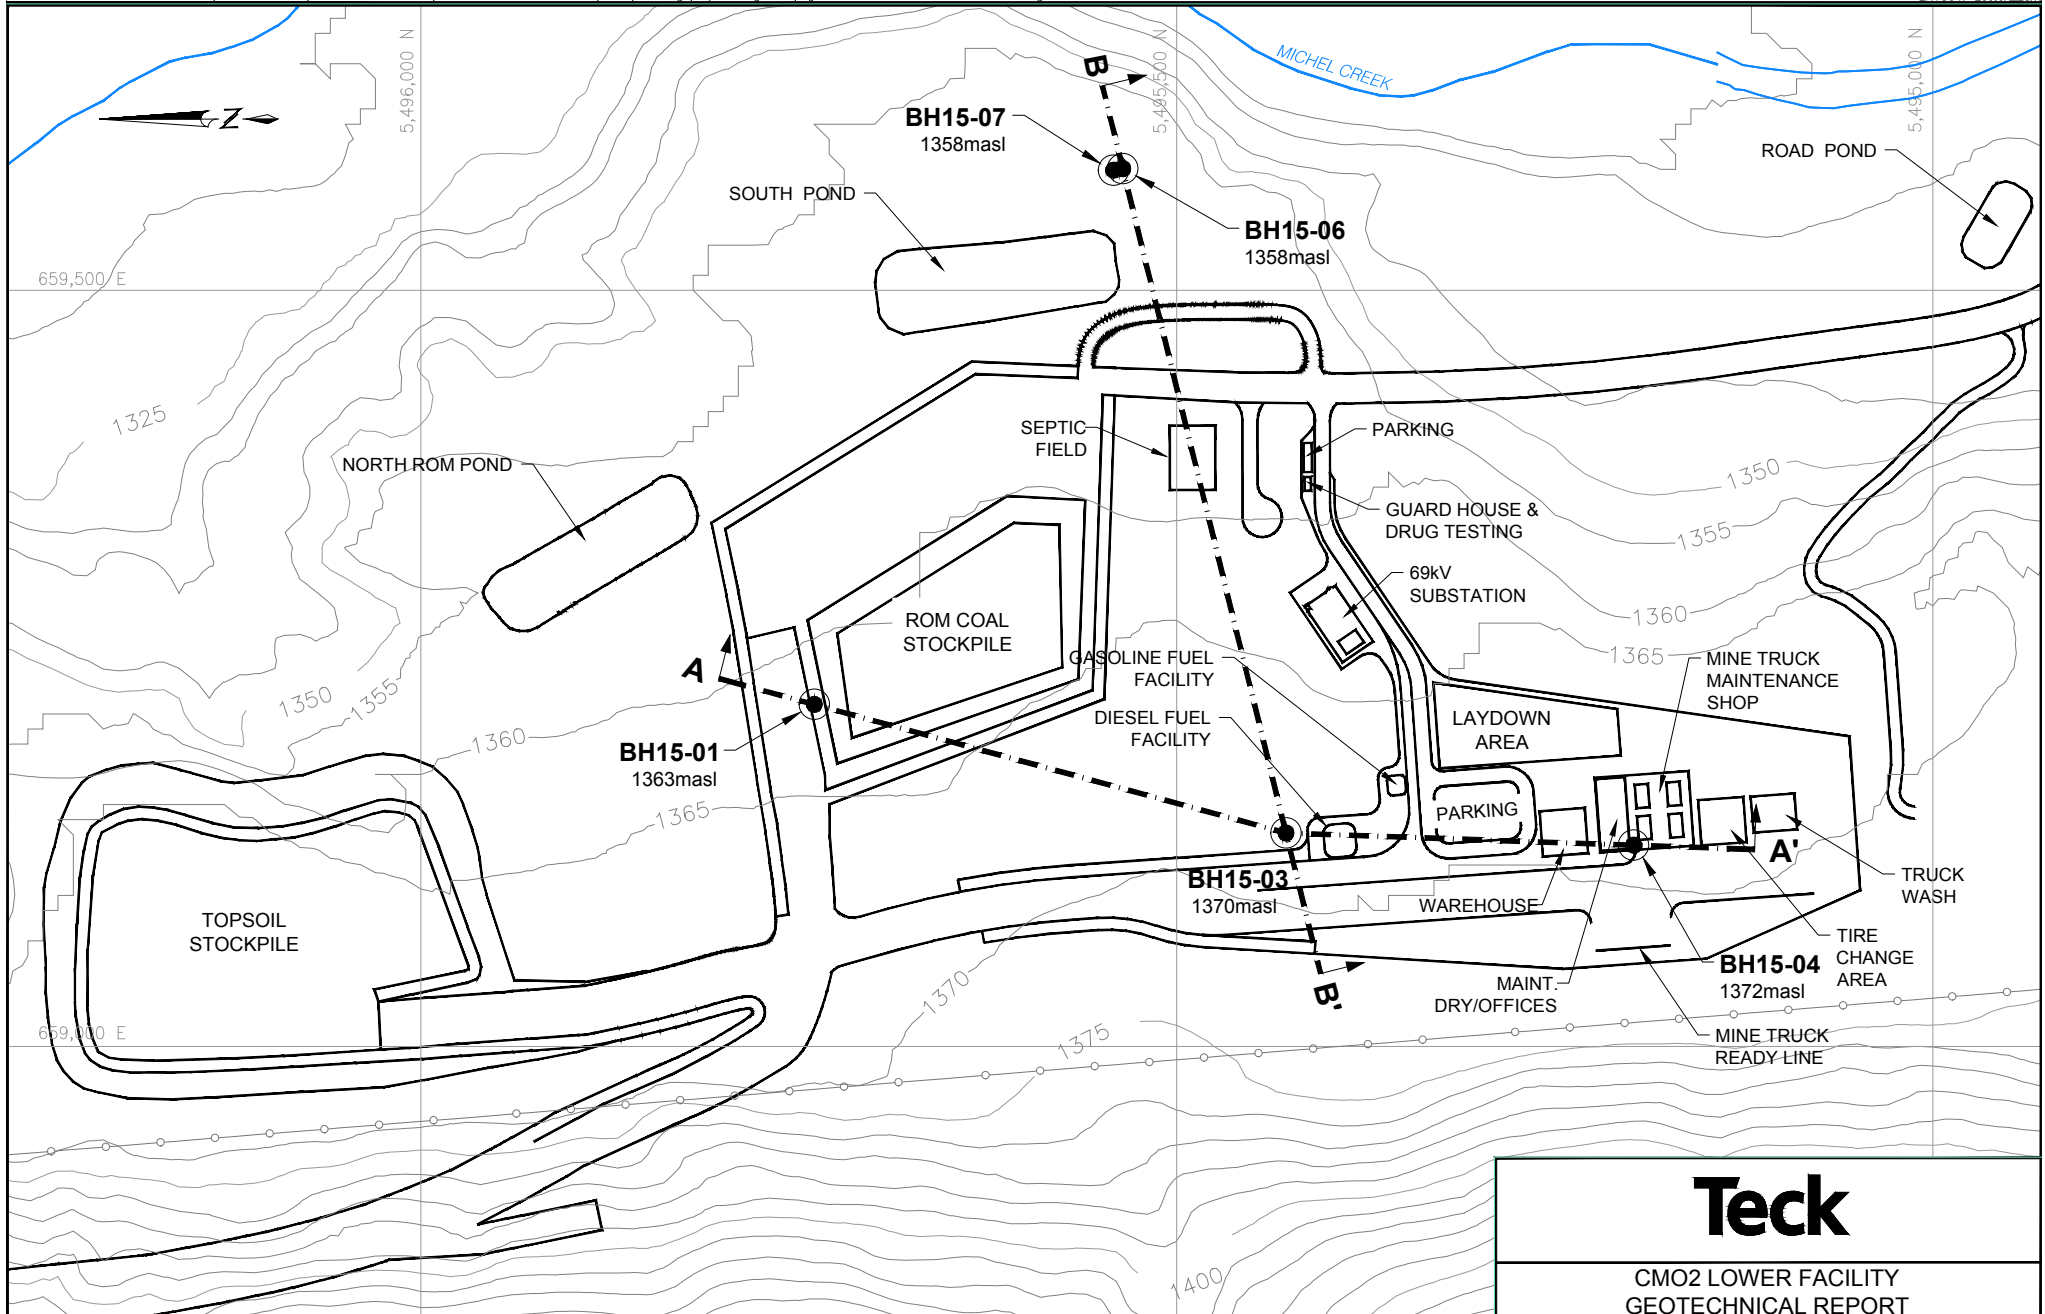 5,496,000 N
5,495,500 N
5,495,000 N
MICHEL CREEK
B
N
BH15-07
1358masl
ROAD POND
SOUTH POND
BH15-06
1358masl
659,500 E
1325
SEPTIC
FIELD
PARKING
NORTH ROM POND
1350
GUARD HOUSE &
DRUG TESTING
1355
69kV
SUBSTATION
1360
ROM COAL
STOCKPILE
1365
A
GASOLINE FUEL
FACILITY
MINE TRUCK
MAINTENANCE
SHOP
1350
1355
DIESEL FUEL
FACILITY
LAYDOWN
AREA
1360
BH15-01
1363masl
1365
PARKING
A'
BH15-03
1370masl
WAREHOUSE
TRUCK
WASH
TOPSOIL
STOCKPILE
TIRE
CHANGE
AREA
BH15-04
1372masl
1370
B'
MAINT.
DRY/OFFICES
659,000 E
1375
MINE TRUCK
READY LINE
1400
Teck
CMO2 LOWER FACILITY
GEOTECHNICAL REPORT